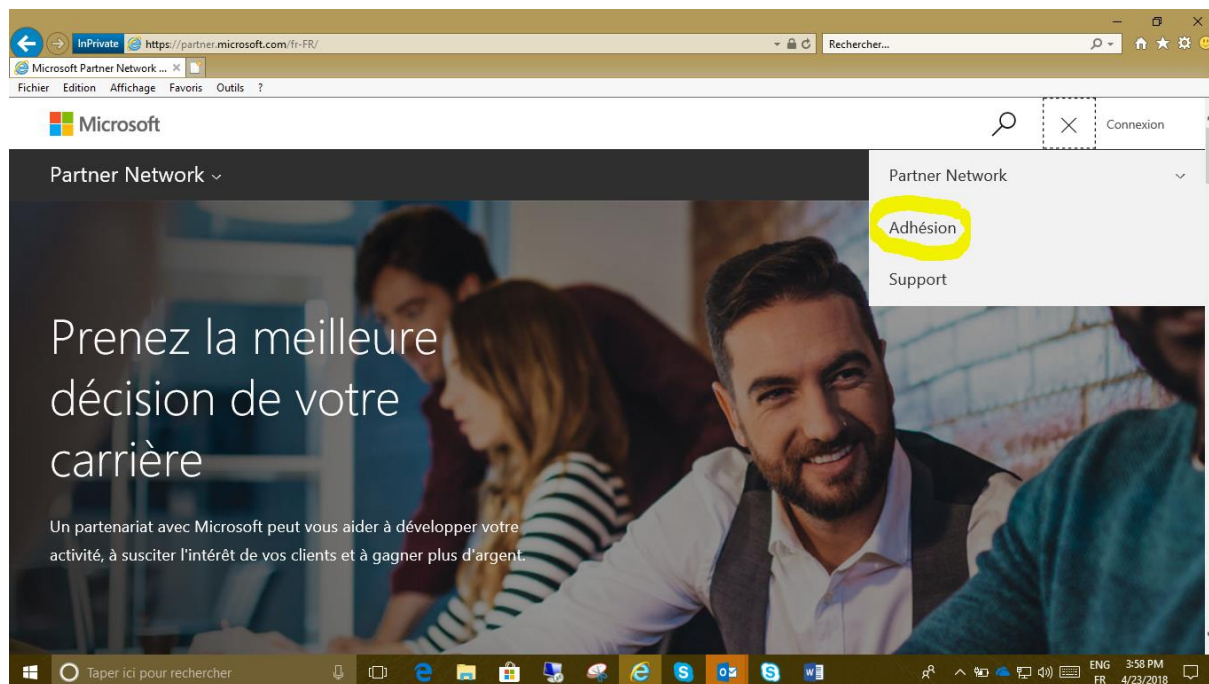 InPrivate https://partner.microsoft.com/fr-FR/ Rechercher...
Microsoft Partner Network ...
Fichier Edition Affichage Favoris Outils ?
Microsoft Connexion
Partner Network
Partner Network
Adhésion
Support
Prenez la meilleure
décision de votre
carrière
Un partenariat avec Microsoft peut vous aider à développer votre
activité, à susciter l'intérêt de vos clients et à gagner plus d'argent.
Taper ici pour rechercher
ENG 3:58 PM
FR 4/23/2018